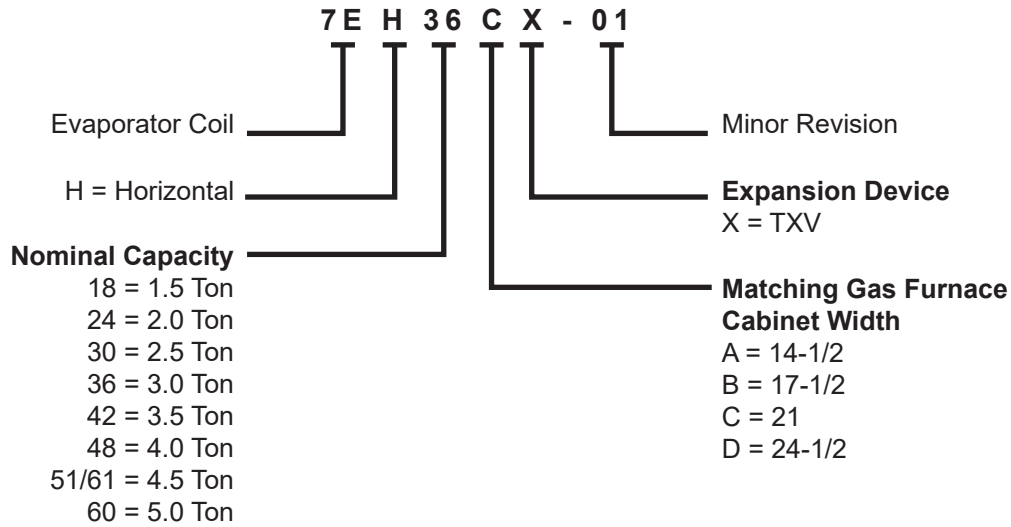 7E H 36 C X - 01
Evaporator Coil
H = Horizontal
Nominal Capacity
18 = 1.5 Ton
24 = 2.0 Ton
30 = 2.5 Ton
36 = 3.0 Ton
42 = 3.5 Ton
48 = 4.0 Ton
51/61 = 4.5 Ton
60 = 5.0 Ton
Minor Revision
Expansion Device
X = TXV
Matching Gas Furnace
Cabinet Width
A = 14-1/2
B = 17-1/2
C = 21
D = 24-1/2